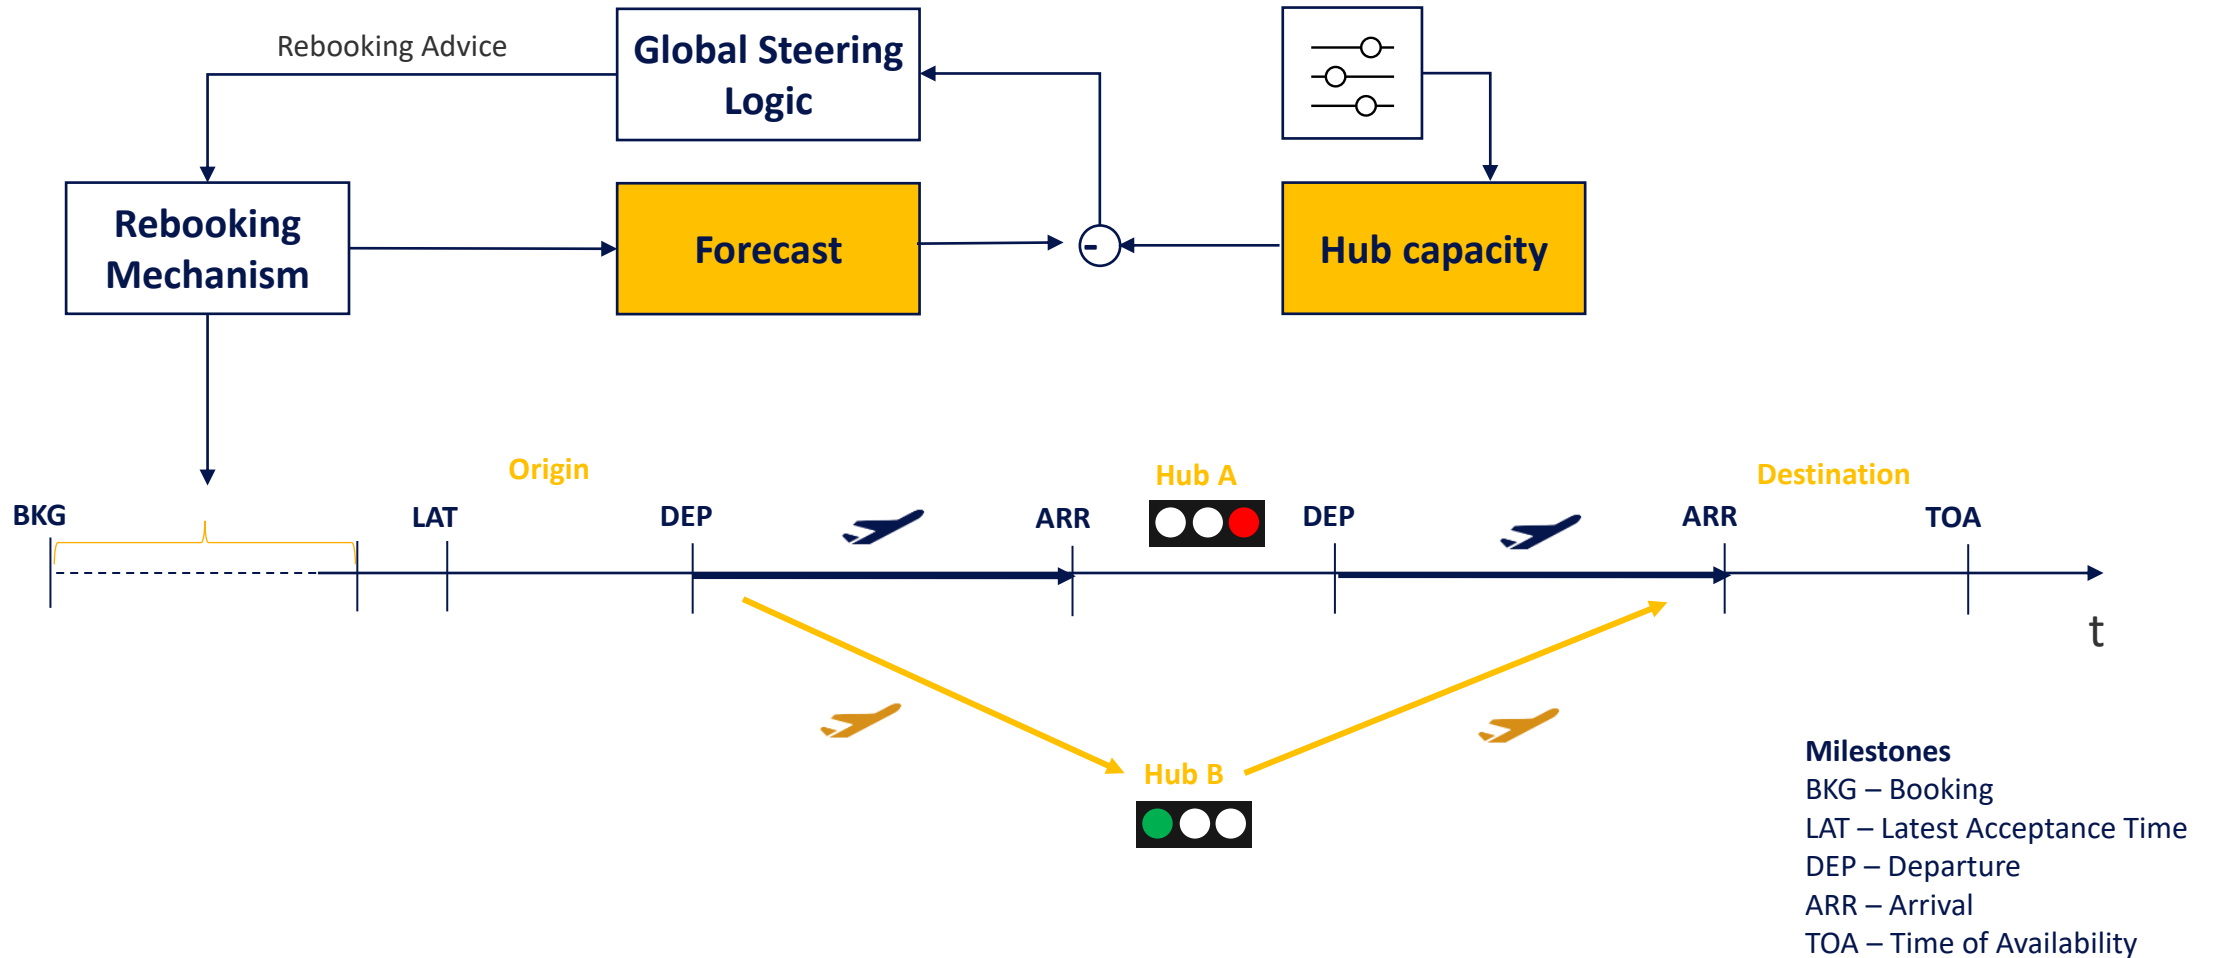 Rebooking Advice
Global Steering
Logic
Rebooking
Mechanism
Forecast
-
Hub capacity
Origin
Hub A
Destination
BKG
LAT
DEP
ARR
DEP
ARR
TOA
t
Hub B
Milestones
BKG – Booking
LAT – Latest Acceptance Time
DEP – Departure
ARR – Arrival
TOA – Time of Availability